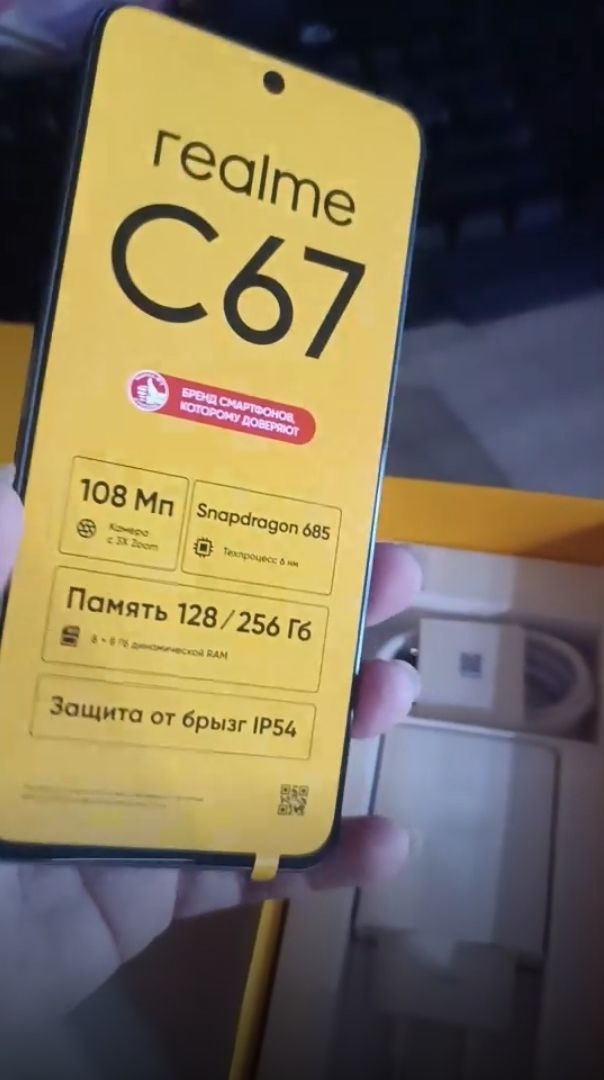 realme
C67
БРЕНД СМАРТФОНОВ,
КОТОРОМУ ДОВЕРЯЮТ
108 Мп
Камера
с 3X Zoom
Snapdragon 685
Техпроцесс 6 нм
Память 128/256 Гб
8 + 8 Гб динамической RAM
Защита от брызг IP54